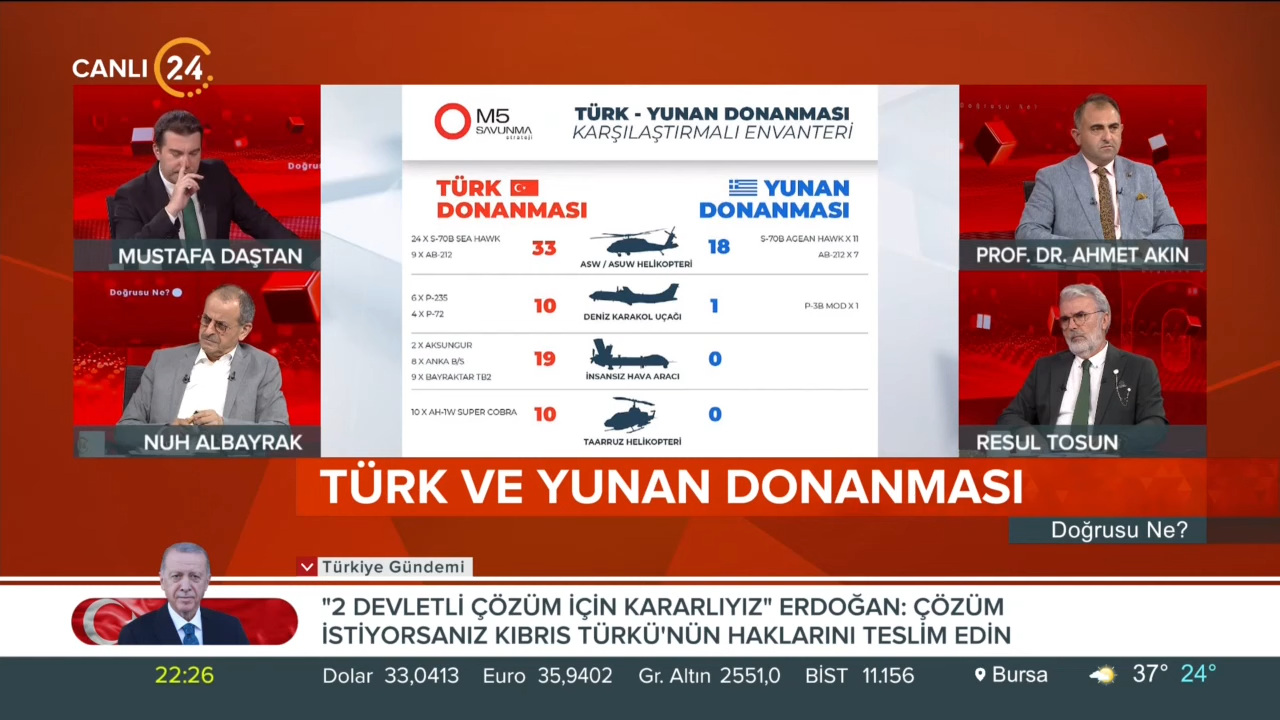 CANLI 24
MUSTAFA DAŞTAN
Doğrusu Ne?
NUH ALBAYRAK
M5
SAVUNMA
strateji
TÜRK - YUNAN DONANMASI
KARŞILAŞTIRMALI ENVANTERİ
TÜRK
DONANMASI
YUNAN
DONANMASI
24 X S-70B SEA HAWK
9 X AB-212
33
ASW / ASUW HELİKOPTERİ
18
S-70B AGEAN HAWK X 11
AB-212 X 7
6 X P-235
4 X P-72
10
DENİZ KARAKOL UÇAĞI
1
P-3B MOD X 1
2 X AKSUNGUR
8 X ANKA B/S
9 X BAYRAKTAR TB2
19
İNSANSIZ HAVA ARACI
0
10 X AH-1W SUPER COBRA
10
TAARRUZ HELİKOPTERİ
0
PROF. DR. AHMET AKIN
RESUL TOSUN
TÜRK VE YUNAN DONANMASI
Doğrusu Ne?
Türkiye Gündemi
"2 DEVLETLİ ÇÖZÜM İÇİN KARARLIYIZ" ERDOĞAN: ÇÖZÜM
İSTİYORSANIZ KIBRIS TÜRKÜ'NÜN HAKLARINI TESLİM EDİN
22:26 Dolar 33,0413 Euro 35,9402 Gr. Altın 2551,0 BİST 11.156 Bursa 37° 24°